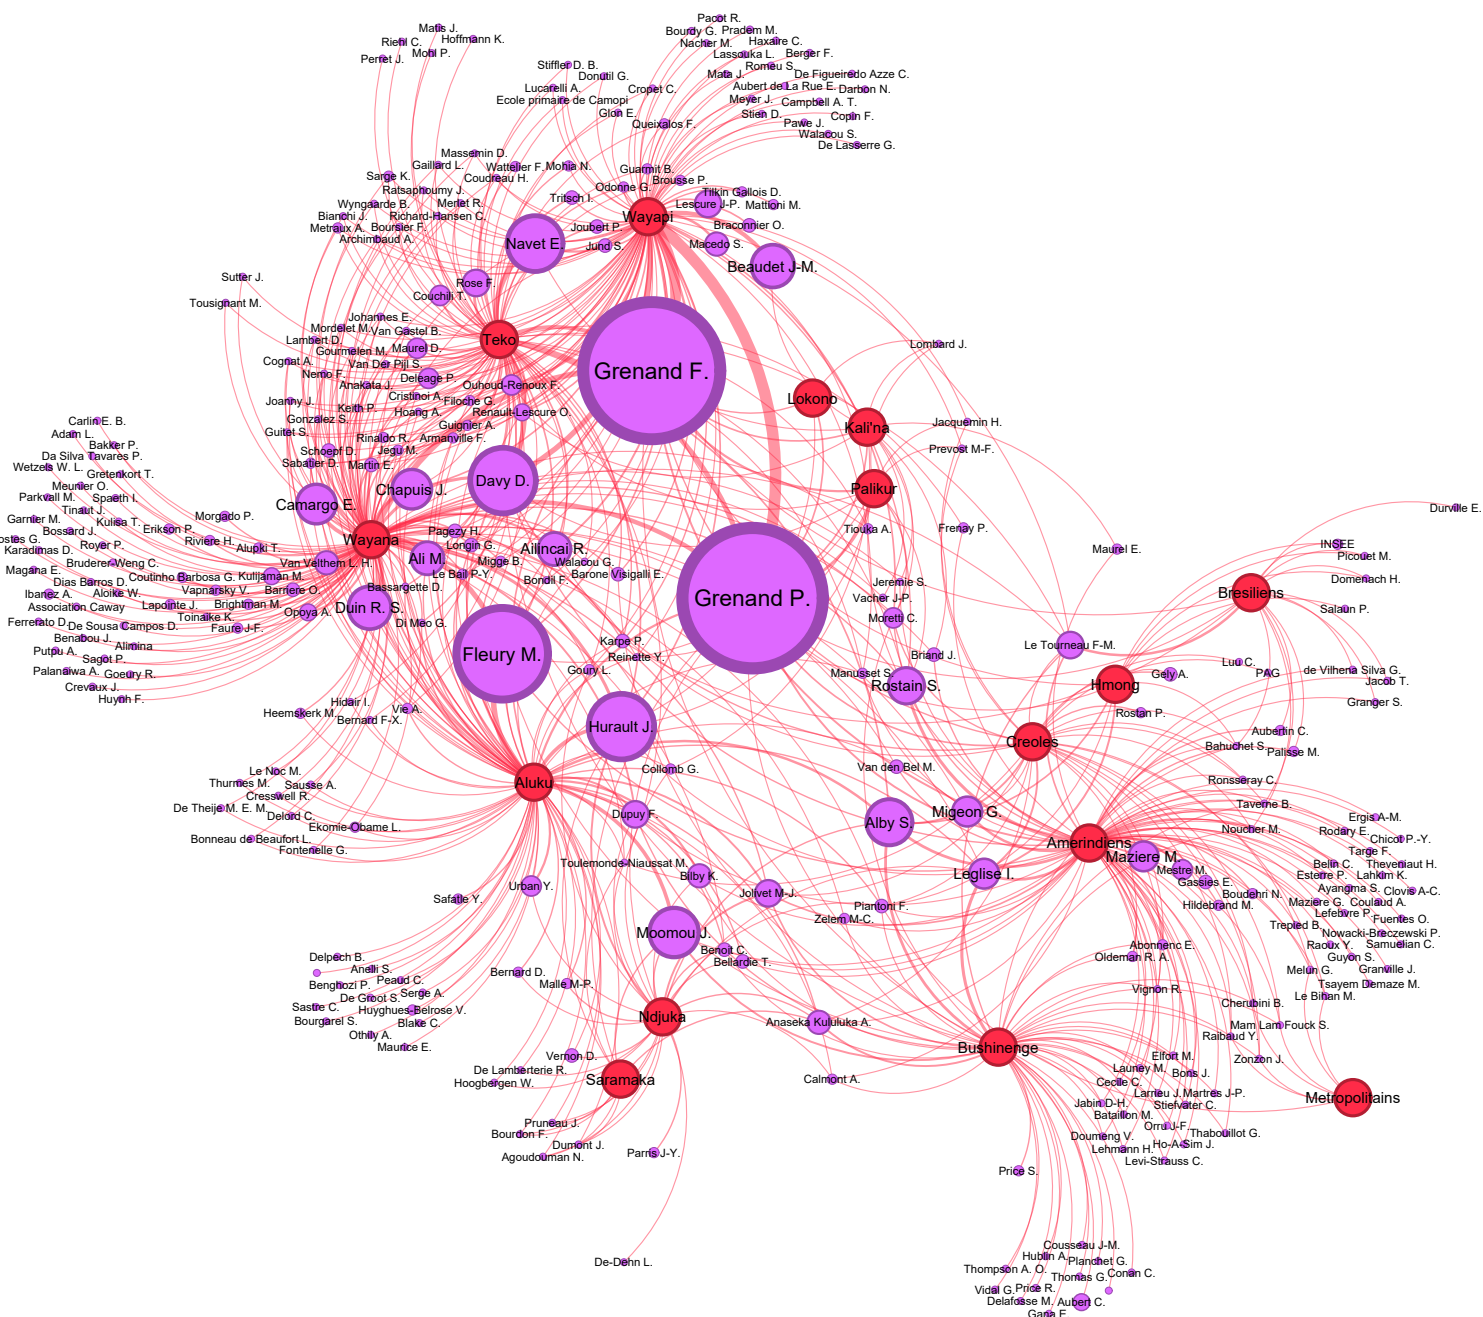 Pacot R.
Matis J.
Bourdy G.
Pradem M.
Riehl C.
Hoffmann K.
Nacher M.
Haxaire C.
Perret J.
Mohl P.
Lassouka L.
Berger F.
Stiffler D. B.
Romeu S.
Donutil G.
Mata J.
De Figueiredo Azze C.
Lucarelli A.
Cropet C.
Aubert de La Rue E.
Darbon N.
Ecole primaire de Camopi
Meyer J.
Campbell A. T.
Glon E.
Stien D.
Copin F.
Queixalos F.
Pawe J.
Walacou S.
De Lasserre G.
Massemin D.
Gaillard L.
Wattelier F.
Mohia N.
Guarmit B.
Sarge K.
Coudreau H.
Brousse P.
Ratsaphoumy J.
Odonne G.
Tilkin Gallois D.
Wyngaarde B.
Merlet R.
Tritsch I.
Lescure J-P.
Mattioni M.
Bianchi J.
Richard-Hansen C.
Wayapi
Metraux A.
Boursier F.
Joubert P.
Braconnier O.
Archimbaud A.
Navet E.
Jund S.
Macedo S.
Beaudet J-M.
Sutter J.
Rose F.
Couchili T.
Tousignant M.
Johannes E.
Mordelet M.
Van Gastel B.
Lambert D.
Teko
Gourmelen M.
Maurel D.
Lombard J.
Cognat A.
Van Der Pijl S.
Nemo F.
Deleage P.
Grenand F.
Anakata J.
Ouhoud-Renoux F.
Joanny J.
Cristinoi A.
Filoche G.
Lokono
Keith P.
Hoang A.
Renault-Lescure O.
Gonzalez S.
Carlin E. B.
Guignier A.
Kali'na
Jacquemin H.
Guitet S.
Adam L.
Rinaldo R.
Armanville F.
Bakker P.
Schoepf D.
Jegu M.
Prevost M-F.
Da Silva Tavares P.
Sabatier D.
Martin E.
Wetzels W. L.
Gretenkort T.
Davy D.
Meunier O.
Chapuis J.
Palikur
Parkvall M.
Spaeth I.
Camargo E.
Durville E.
Tinaut J.
Morgado P.
Garnier M.
Kulisa T.
Bossard J.
Erikson P.
Tiouka A.
Frenay P.
Royer P.
Riviere H.
Wayana
Pagezy H.
INSEE
Karadimas D.
Alupki T.
Longin G.
Ailincai R.
Maurel E.
Picouet M.
Bruderer-Weng C.
Van Velthem L. H.
Ali M.
Migge B.
Walacou G.
Magana E.
Coutinho Barbosa G.
Kulijaman M.
Le Bail P-Y.
Bondil F.
Barone Visigalli E.
Domenach H.
Dias Barros D.
Vapnarsky V.
Barriere O.
Bassargette D.
Jeremie S.
Bresiliens
Ibanez A.
Aloike W.
Grenand P.
Vacher J-P.
Association Caway
Lapointe J.
Brightman M.
Duin R. S.
Salaun P.
Toinaike K.
Opoya A.
Moretti C.
Ferrerato D.
De Sousa Campos D.
Faure J-F.
Di Meo G.
Benabou J.
Alimina
Karpe P.
Le Tourneau F-M.
Putpu A.
Sagot P.
Fleury M.
Reinette Y.
Briand J.
Luu C.
Palanaiwa A.
Goeury R.
Goury L.
Manusset S.
Gely A.
PAG
de Vilhena Silva G.
Crevaux J.
Rostain S.
Hmong
Jacob T.
Huynh F.
Hidair I.
Granger S.
Heemskerk M.
Vie A.
Rostan P.
Bernard F-X.
Hurault J.
Aubertin C.
Creoles
Bahuchet S.
Palisse M.
Le Noc M.
Collomb G.
Van den Bel M.
Thurmes M.
Sausse A.
Aluku
Ronsseray C.
Cresswell R.
De Theije M. E. M.
Taverne B.
Delord C.
Dupuy F.
Migeon G.
Ergis A-M.
Ekomie-Obame L.
Alby S.
Noucher M.
Rodary E.
Bonneau de Beaufort L.
Amerindiens
Chicot P.-Y.
Fontenelle G.
Maziere M.
Targe F.
Toulemonde-Niaussat M.
Belin C.
Theveniaut H.
Bilby K.
Leglise I.
Mestre M.
Esterre P.
Lahkim K.
Urban Y.
Gassies E.
Ayangma S.
Clovis A-C.
Safatle Y.
Jolivet M-J.
Boudehri N.
Maziere G.
Coulaud A.
Piantoni F.
Hildebrand M.
Lefebvre P.
Zelem M-C.
Trepied B.
Fuentes O.
Moomou J.
Nowacki-Breczewski P.
Benoit C.
Abonnenc E.
Raoux Y.
Samuelian C.
Delpech B.
Bellardie T.
Oldeman R. A.
Guyon S.
Anelli S.
Bernard D.
Melun G.
Granville J.
Benghozi P.
Peaud C.
Malle M-P.
Vignon R.
Tsayem Demaze M.
De Groot S.
Serge A.
Le Bihan M.
Sastre C.
Huyghues-Belrose V.
Cherubini B.
Bourgarel S.
Blake C.
Ndjuka
Anaseka Kululuka A.
Mam Lam Fouck S.
Othily A.
Raibaud Y.
Maurice E.
Bushinenge
Vernon D.
Elfort M.
Zonzon J.
De Lamberterie R.
Launey M.
Bons J.
Hoogbergen W.
Saramaka
Calmont A.
Cecile C.
Larneu J.
Martres J-P.
Metropolitains
Jabin D-H.
Stiefvater C.
Pruneau J.
Bataillon M.
Bourdon F.
Orru J-F.
Thabouillot G.
Dumont J.
Doumeng V.
Ho-A-Sim J.
Agoudouman N.
Parris J-Y.
Lehmann H.
Levi-Strauss C.
Price S.
Cousseau J-M.
De-Dehn L.
Hublin A.
Planchet G.
Thompson A. O.
Thomas G.
Conan C.
Vidal G.
Price R.
Delafosse M.
Aubert C.